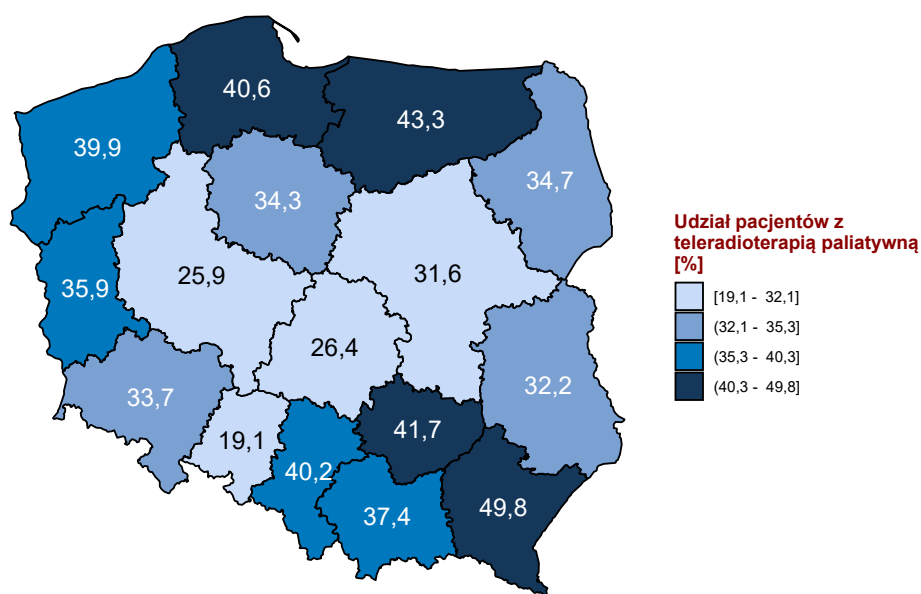 40,6
43,3
39,9
34,7
34,3
25,9
31,6
35,9
26,4
33,7
32,2
19,1
41,7
40,2
49,8
37,4
Udział pacjentów z
teleradioterapią paliatywną
[%]
[19,1 - 32,1]
(32,1 - 35,3]
(35,3 - 40,3]
(40,3 - 49,8]